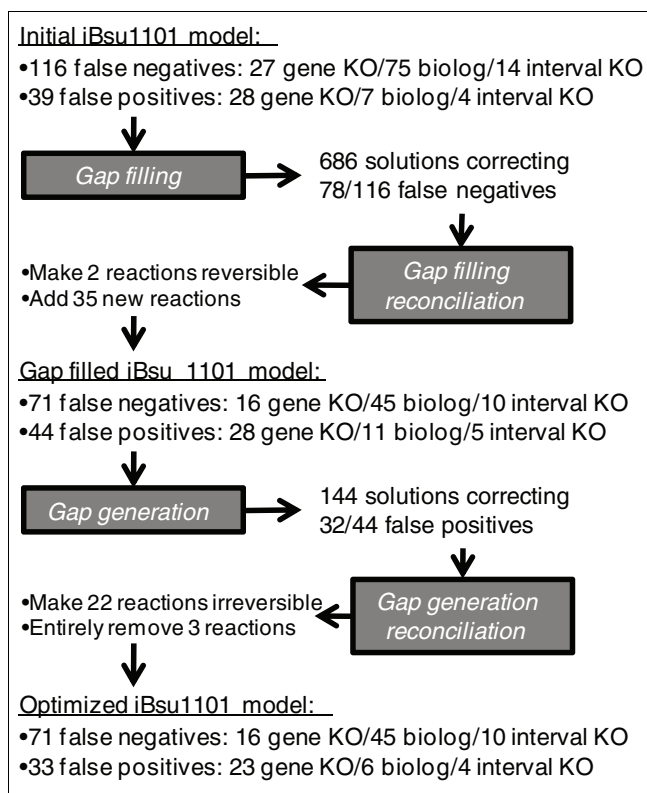 Initial iBsu1101 model:
•116 false negatives: 27 gene KO/75 biolog/14 interval KO
•39 false positives: 28 gene KO/7 biolog/4 interval KO
Gap filling
686 solutions correcting
78/116 false negatives
•Make 2 reactions reversible
•Add 35 new reactions
Gap filling
reconciliation
Gap filled iBsu_1101 model:
•71 false negatives: 16 gene KO/45 biolog/10 interval KO
•44 false positives: 28 gene KO/11 biolog/5 interval KO
Gap generation
144 solutions correcting
32/44 false positives
•Make 22 reactions irreversible
•Entirely remove 3 reactions
Gap generation
reconciliation
Optimized iBsu1101 model:
•71 false negatives: 16 gene KO/45 biolog/10 interval KO
•33 false positives: 23 gene KO/6 biolog/4 interval KO